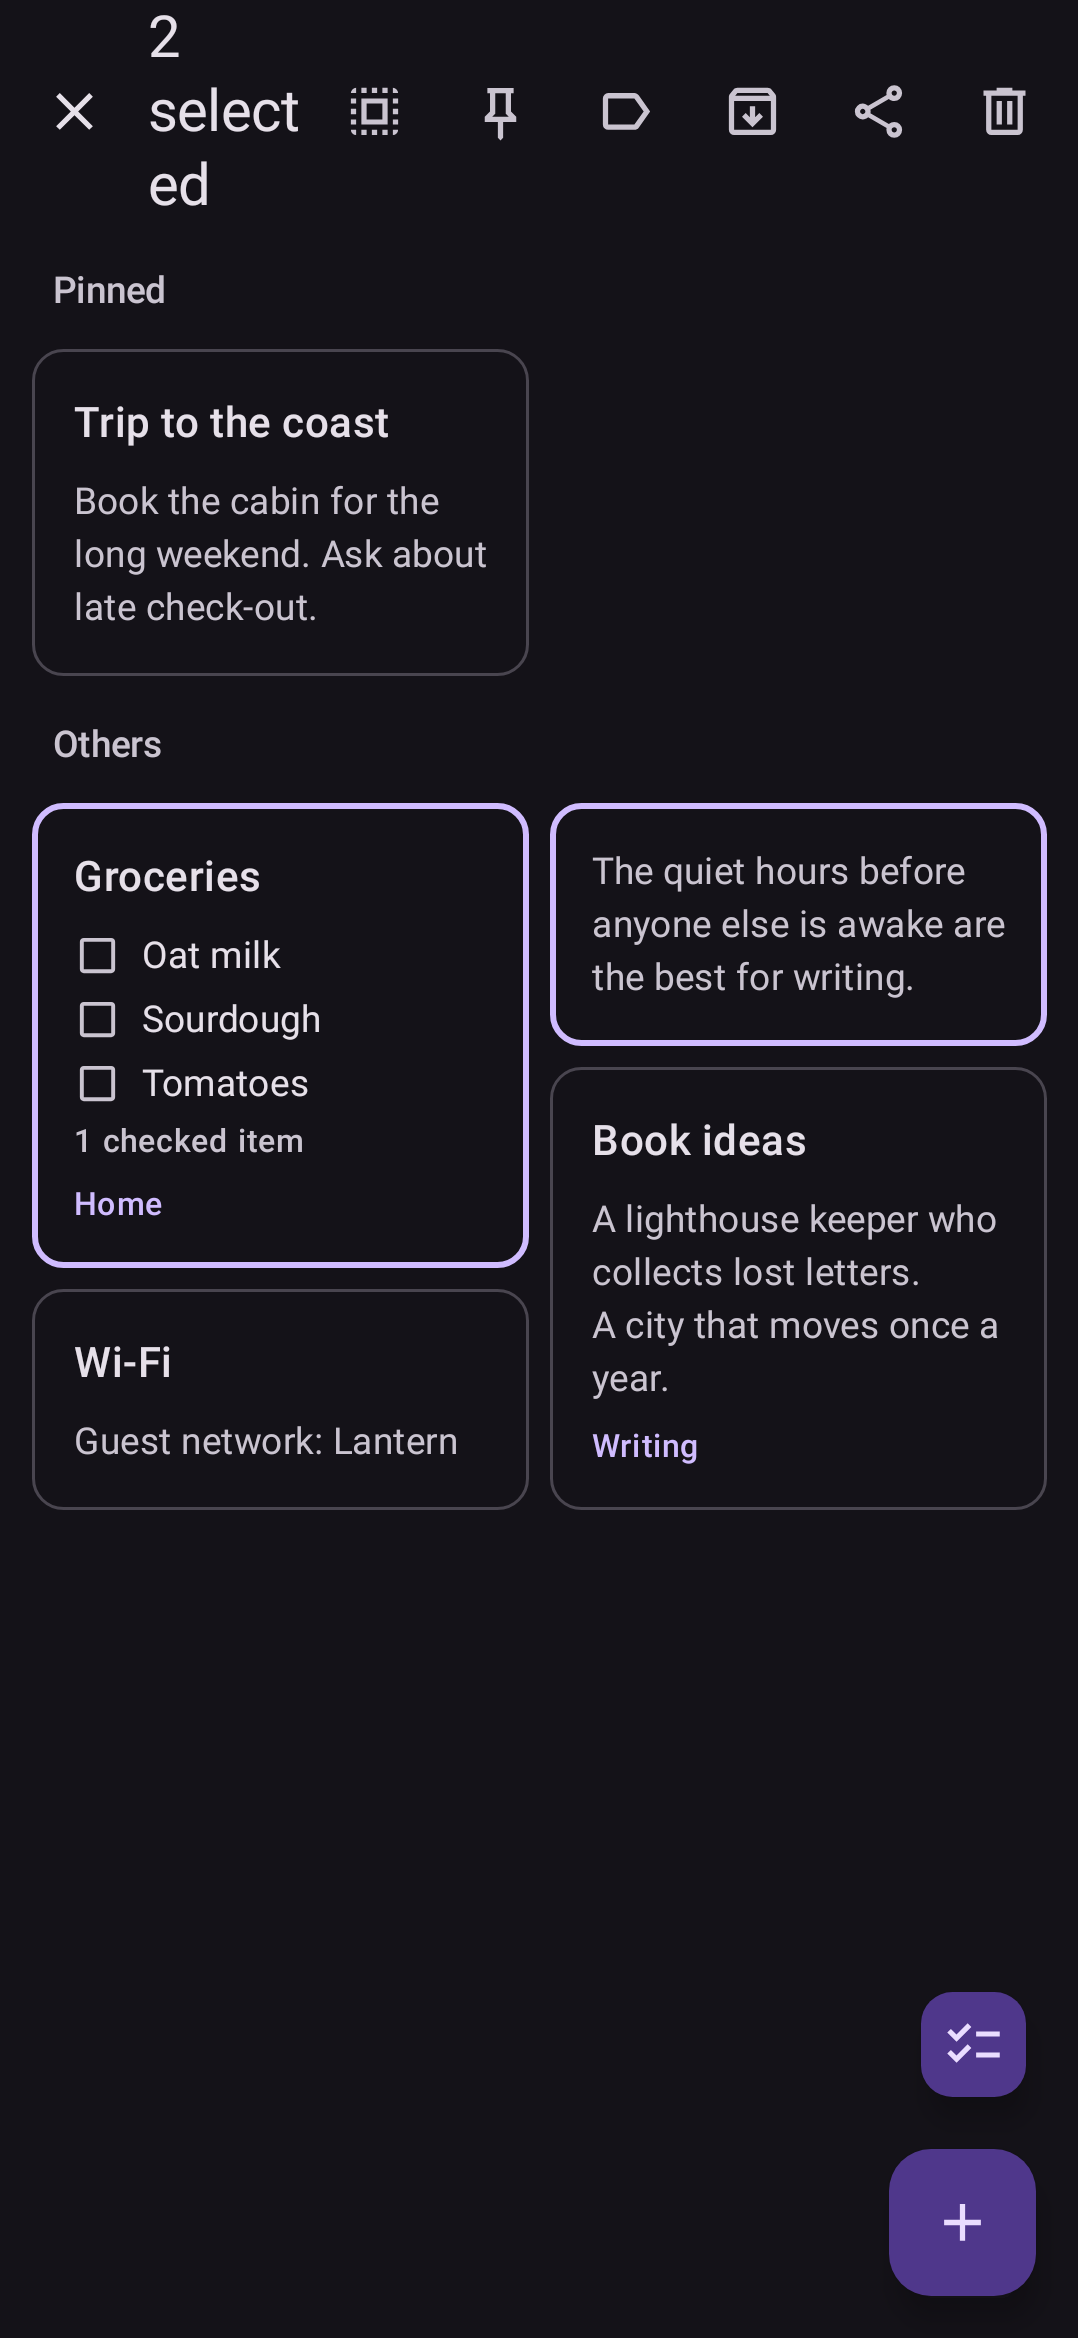 2
select
ed
Pinned
Trip to the coast
Book the cabin for the
long weekend. Ask about
late check-out.
Others
Groceries
Oat milk
Sourdough
Tomatoes
1 checked item
Home
The quiet hours before
anyone else is awake are
the best for writing.
Wi-Fi
Guest network: Lantern
Book ideas
A lighthouse keeper who
collects lost letters.
A city that moves once a
year.
Writing